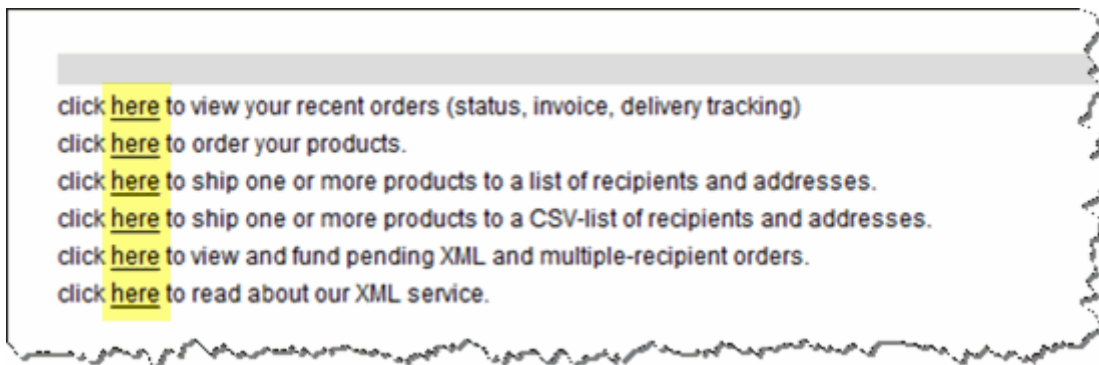 click here to view your recent orders (status, invoice, delivery tracking)
click here to order your products.
click here to ship one or more products to a list of recipients and addresses.
click here to ship one or more products to a CSV-list of recipients and addresses.
click here to view and fund pending XML and multiple-recipient orders.
click here to read about our XML service.